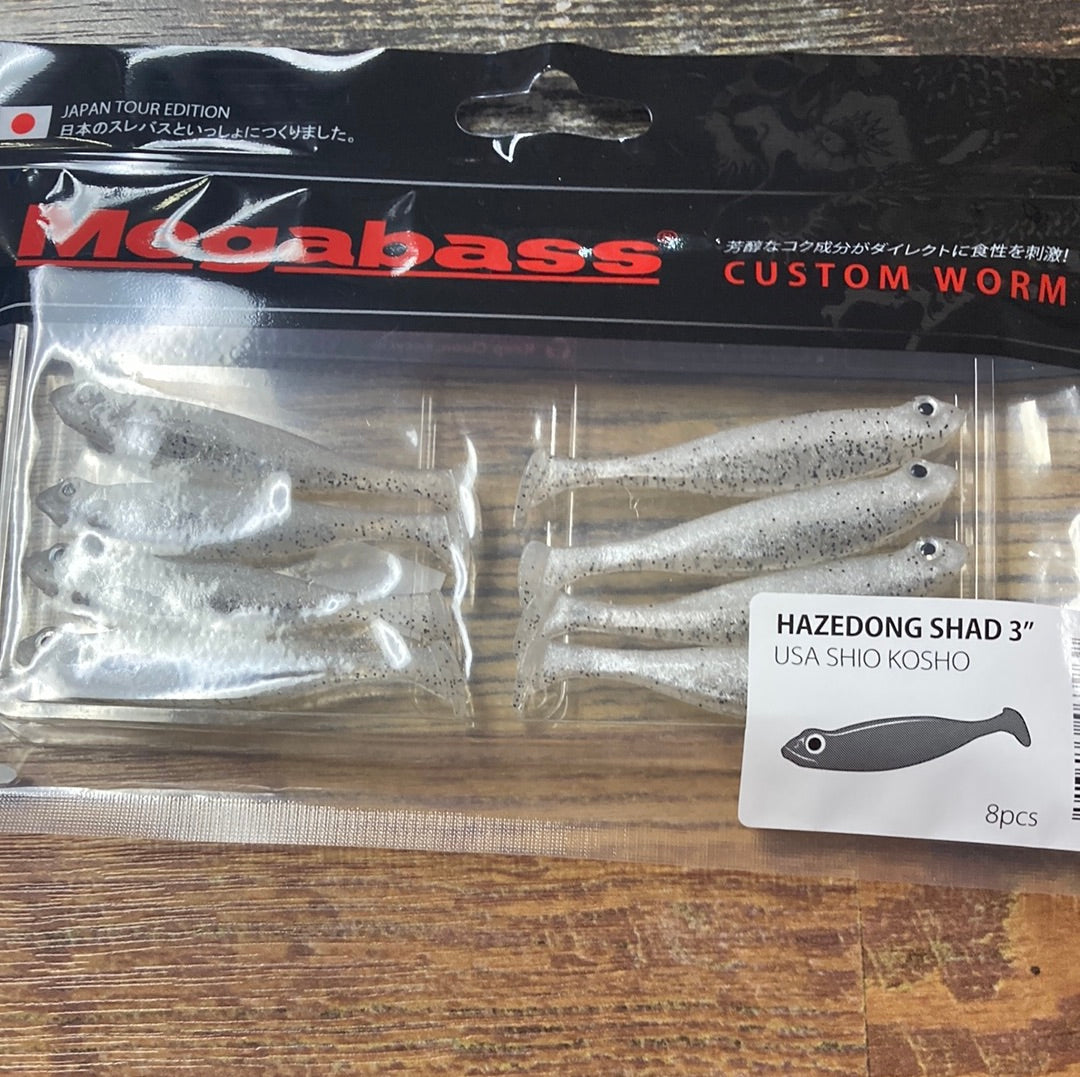 JAPAN TOUR EDITION
日本のスレバスといっしょにつくりました。
Megabass®
芳醇なコク成分がダイレクトに食性を刺激!
CUSTOM WORM
HAZEDONG SHAD 3”
USA SHIO KOSHO
8pcs